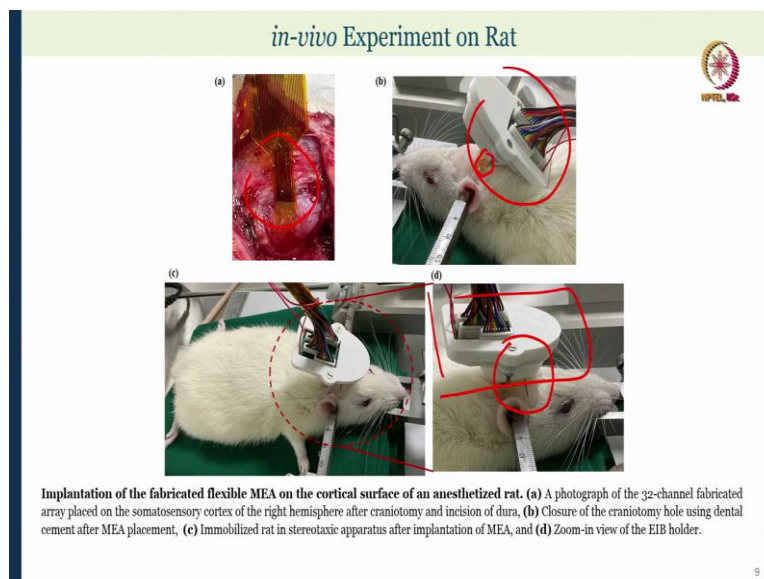 in-vivo Experiment on Rat
NPTEL, IISc
(a)
(b)
(c)
(d)
Implantation of the fabricated flexible MEA on the cortical surface of an anesthetized rat. (a) A photograph of the 32-channel fabricated
array placed on the somatosensory cortex of the right hemisphere after craniotomy and incision of dura, (b) Closure of the craniotomy hole using dental
cement after MEA placement, (c) Immobilized rat in stereotaxic apparatus after implantation of MEA, and (d) Zoom-in view of the EIB holder.
9